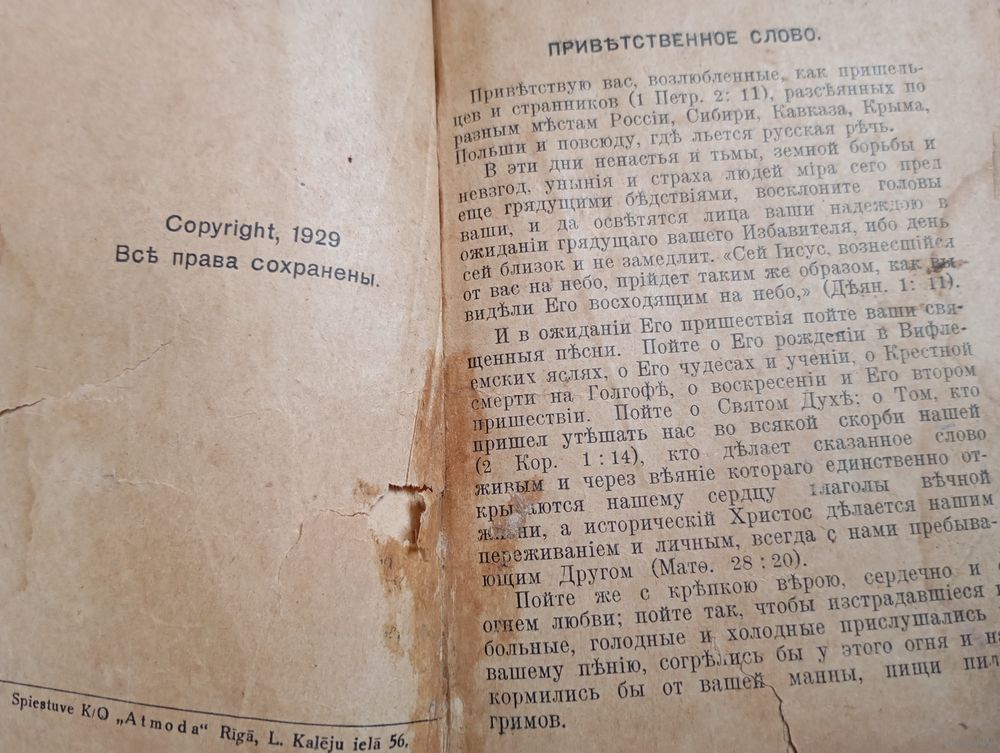 Copyright, 1929
Всѣ права сохранены.
Spiestuve K/O „Atmoda“ Rīgā, L. Kalēju ielā 56.
ПРИВѢТСТВЕННОЕ СЛОВО.
Привѣтствую вас, возлюбленные, как пришель-
цев и странников (1 Петр. 2: 11), разсѣянных по
разным мѣстам Россіи, Сибири, Кавказа, Крыма,
Польши и повсюду, гдѣ льется русская рѣчь.
В эти дни ненастья и тьмы, земной борьбы и
невзгод, унынія и страха людей міра сего пред
еще грядущими бѣдствіями, восклоните головы
ваши, и да освѣтятся лица ваши надеждою в
ожиданіи грядущаго вашего Избавителя, ибо день
сей близок и не замедлит. «Сей Іисус, вознесшійся
от вас на небо, прійдет таким же образом, как вы
видѣли Его восходящим на небо,» (Дѣян. 1: 11).
И в ожиданіи Его пришествія пойте ваши свя-
щенныя пѣсни. Пойте о Его рожденіи в Вифле-
емских яслях, о Его чудесах и ученіи, о Крестной
смерти на Голгофѣ, о воскресеніи и Его втором
пришествіи. Пойте о Святом Духѣ; о Том, кто
пришел утѣшать нас во всякой скорби нашей
(2 Кор. 1 : 14), кто дѣлает сказанное слово
живым и через вѣяніе котораго единственно от-
крываются нашему сердцу глаголы вѣчной
жизни, а историческій Христос дѣлается нашим
переживаніем и личным, всегда с нами пребыва-
ющим Другом (Матѳ. 28 : 20).
Пойте же с крѣпкою вѣрою, сердечно и с
огнем любви; пойте так, чтобы изстрадавшіеся и
больные, голодные и холодные прислушались
вашему пѣнію, согрѣлись бы у этого огня и на-
кормились бы от вашей манны, пищи пили-
гримов.